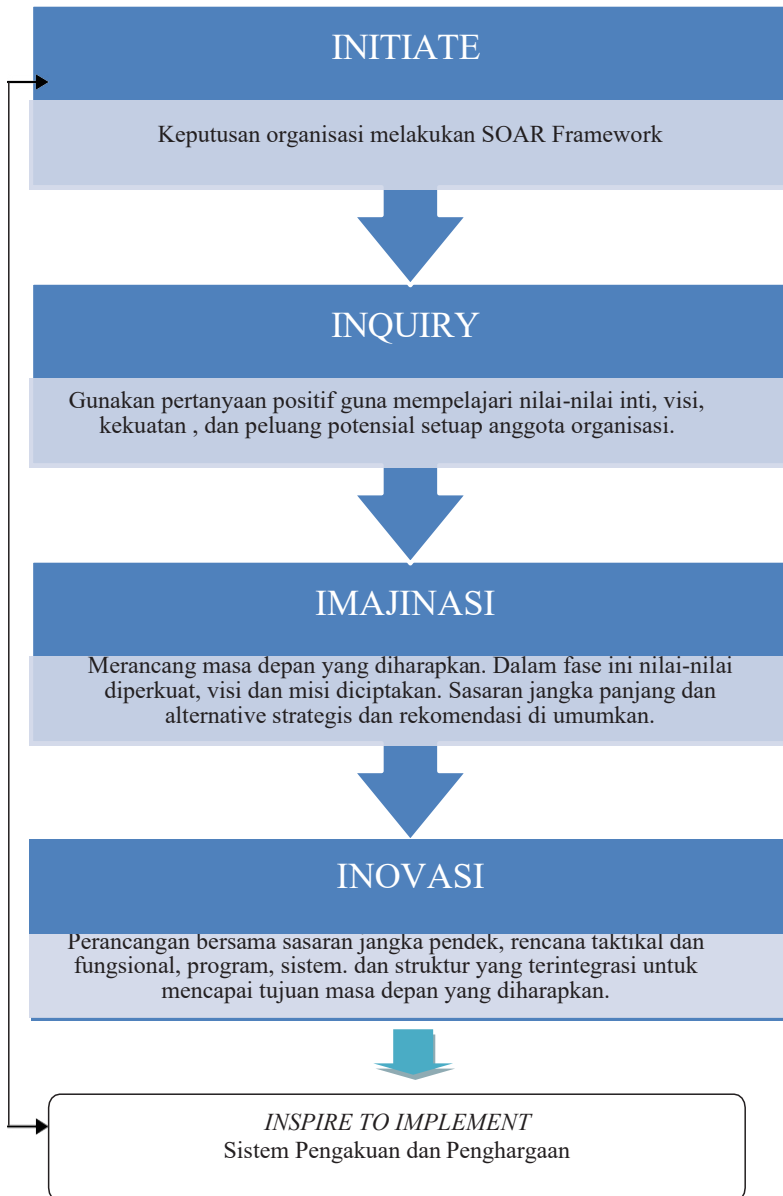 INITIATE
Keputusan organisasi melakukan SOAR Framework
INQUIRY
Gunakan pertanyaan positif guna mempelajari nilai-nilai inti, visi,
kekuatan , dan peluang potensial setuap anggota organisasi.
IMAJINASI
Merancang masa depan yang diharapkan. Dalam fase ini nilai-nilai
diperkuat, visi dan misi diciptakan. Sasaran jangka panjang dan
alternative strategis dan rekomendasi di umumkan.
INOVASI
Perancangan bersama sasaran jangka pendek, rencana taktikal dan
fungsional, program, sistem. dan struktur yang terintegrasi untuk
mencapai tujuan masa depan yang diharapkan.
INSPIRE TO IMPLEMENT
Sistem Pengakuan dan Penghargaan